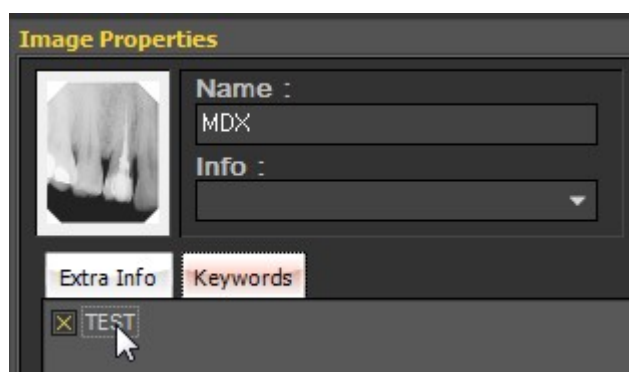 Image Properties
Name :
MDX
Info :
Extra Info
Keywords
TEST